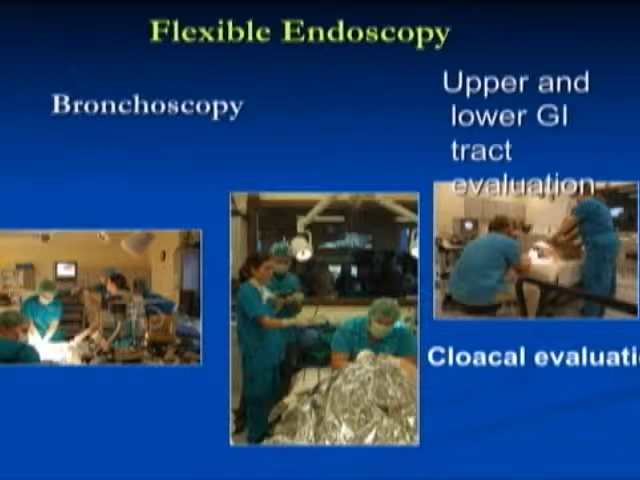 Flexible Endoscopy
Bronchoscopy
Upper and
lower GI
tract
evaluation
Cloacal evaluati